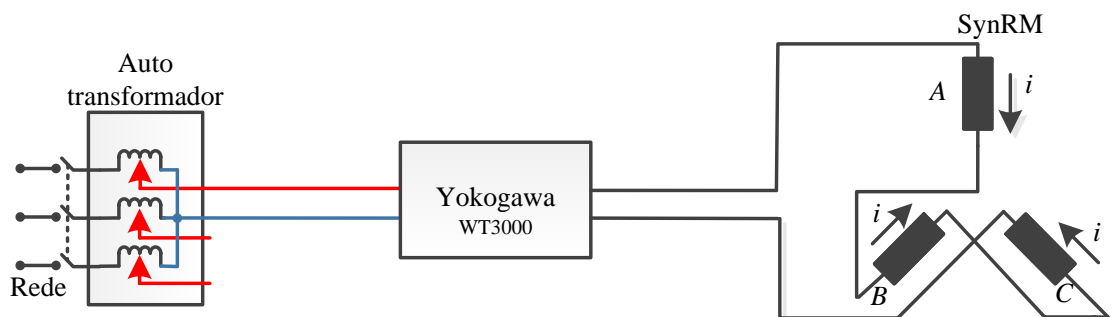 SynRM
Auto
transformador
A
i
Yokogawa
WT3000
i
i
Rede
B
C